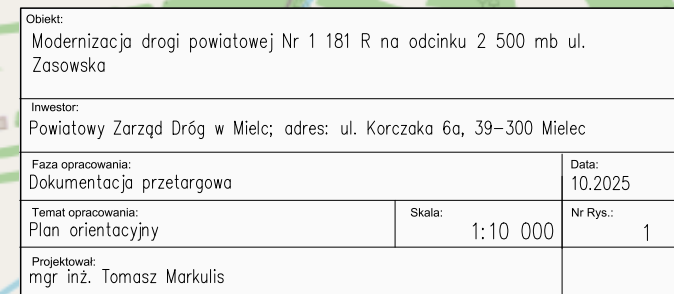 Obiekt:
Modernizacja drogi powiatowej Nr 1 181 R na odcinku 2 500 mb ul.
Zasowska
Inwestor:
Powiatowy Zarząd Dróg w Mielc; adres: ul. Korczaka 6a, 39-300 Mielec
Faza opracowania:
Dokumentacja przetargowa
Data:
10.2025
Temat opracowania:
Plan orientacyjny
Skala:
1:10 000
Nr Rys.:
1
Projektował:
mgr inż. Tomasz Markulis